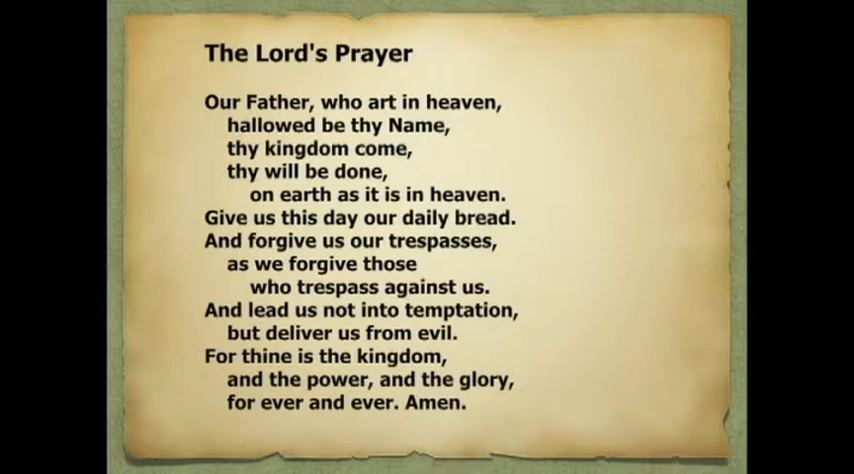 The Lord's Prayer
Our Father, who art in heaven,
hallowed be thy Name,
thy kingdom come,
thy will be done,
on earth as it is in heaven.
Give us this day our daily bread.
And forgive us our trespasses,
as we forgive those
who trespass against us.
And lead us not into temptation,
but deliver us from evil.
For thine is the kingdom,
and the power, and the glory,
for ever and ever. Amen.